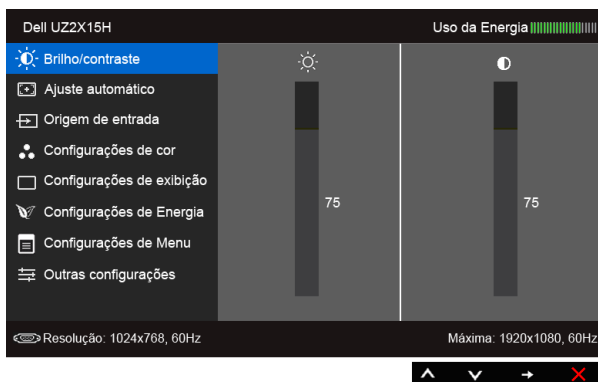 Dell UZ2X15H
Uso da Energia
Brilho/contraste
Ajuste automático
Origem de entrada
Configurações de cor
Configurações de exibição
Configurações de Energia
Configurações de Menu
Outras configurações
75
75
Resolução: 1024x768, 60Hz
Máxima: 1920x1080, 60Hz